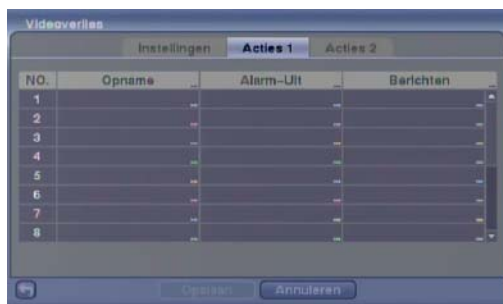 Videoverlies
Instellingen Acties 1 Acties 2
NO. Opname ... Alarm-Uit ... Berichten ...
1 ... ... ...
2 ... ... ...
3 ... ... ...
4 ... ... ...
5 ... ... ...
6 ... ... ...
7 ... ... ...
8 ... ... ...
Opslaan Annuleren